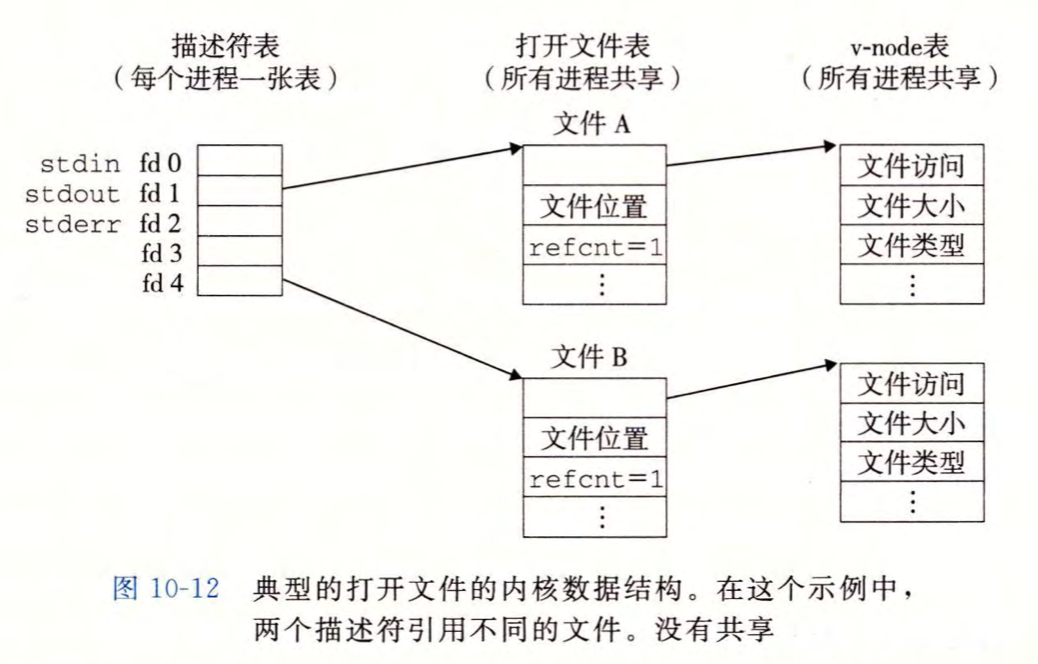 描述符表
（每个进程一张表）
打开文件表
（所有进程共享）
v-node表
（所有进程共享）
stdin fd 0
stdout fd 1
stderr fd 2
fd 3
fd 4
文件 A
文件位置
refcnt=1
⋮
文件访问
文件大小
文件类型
⋮
文件 B
文件位置
refcnt=1
⋮
文件访问
文件大小
文件类型
⋮
图 10-12 典型的打开文件的内核数据结构。在这个示例中，
两个描述符引用不同的文件。没有共享